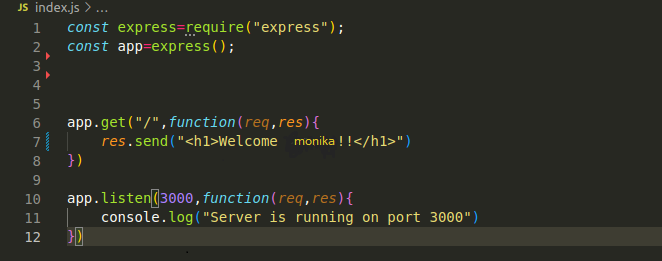 JS index.js > ...
1 const express=require("express");
2 const app=express();
3
4
5
6 app.get("/",function(req,res){
7 res.send("<h1>Welcome monika!!</h1>")
8 })
9
10 app.listen(3000,function(req,res){
11 console.log("Server is running on port 3000")
12 })